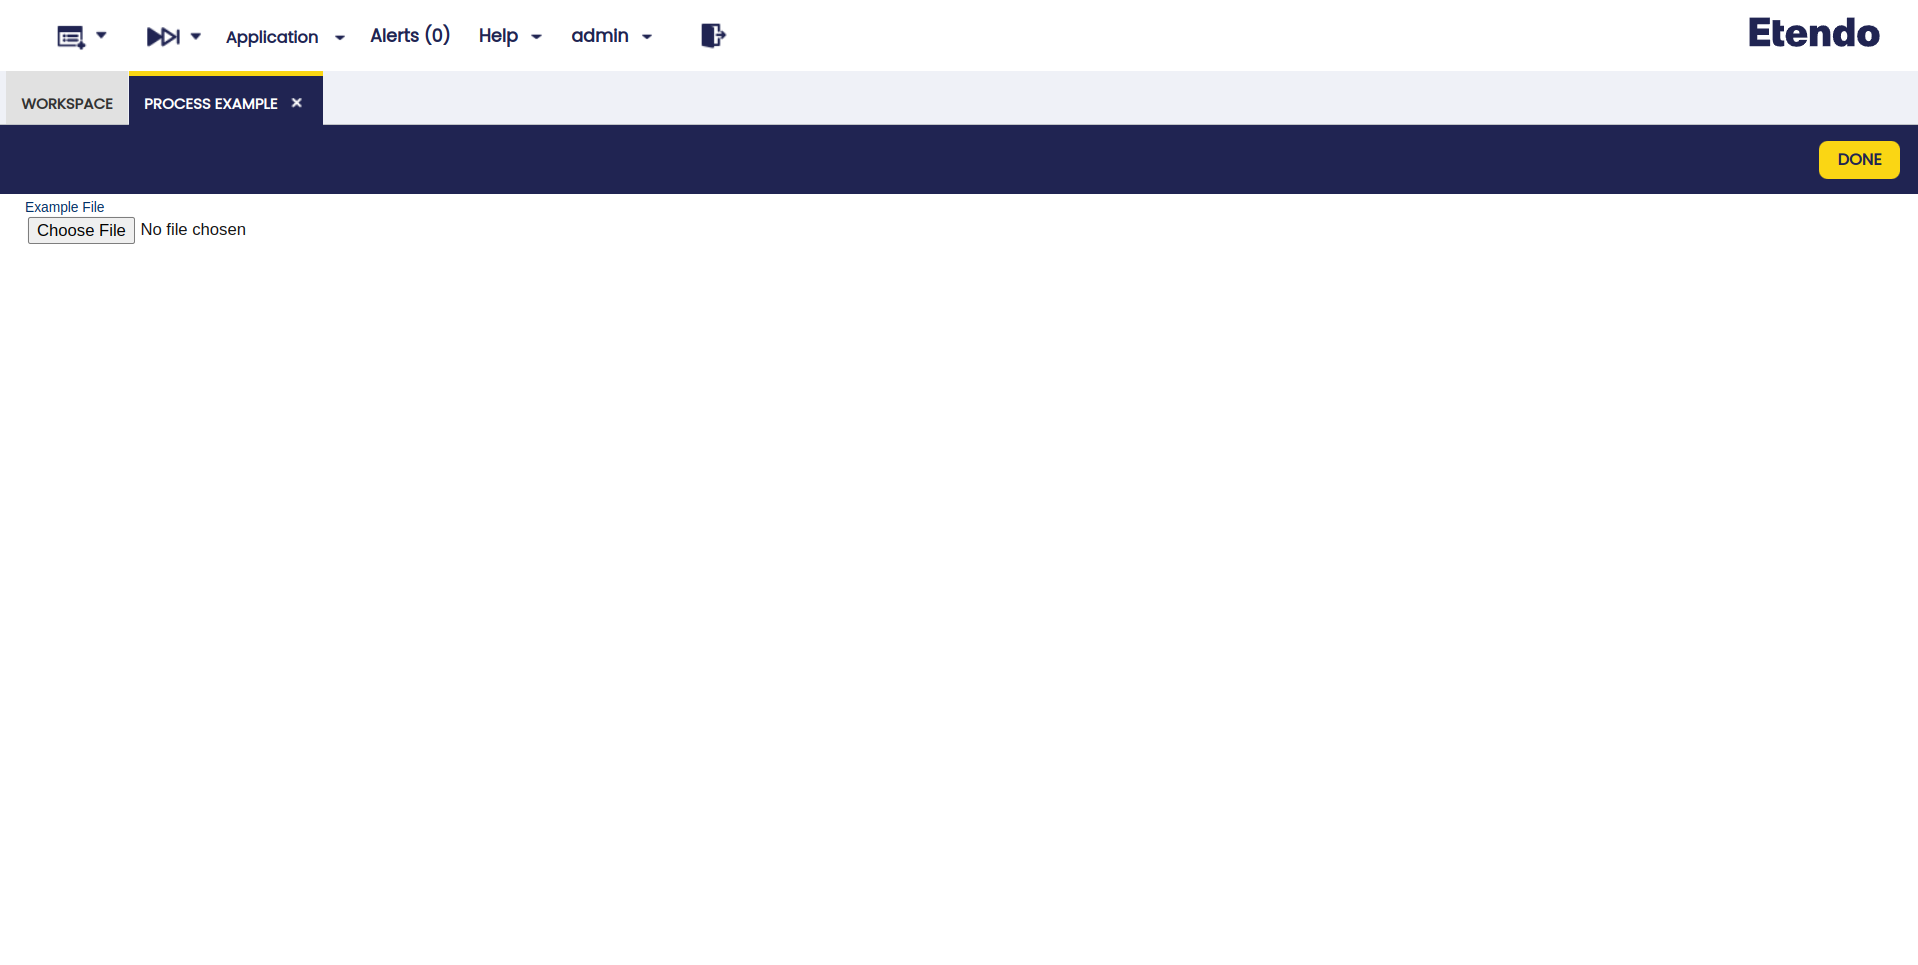 Application
Alerts (0)
Help
admin
Etendo
WORKSPACE
PROCESS EXAMPLE
DONE
Example File
Choose File No file chosen